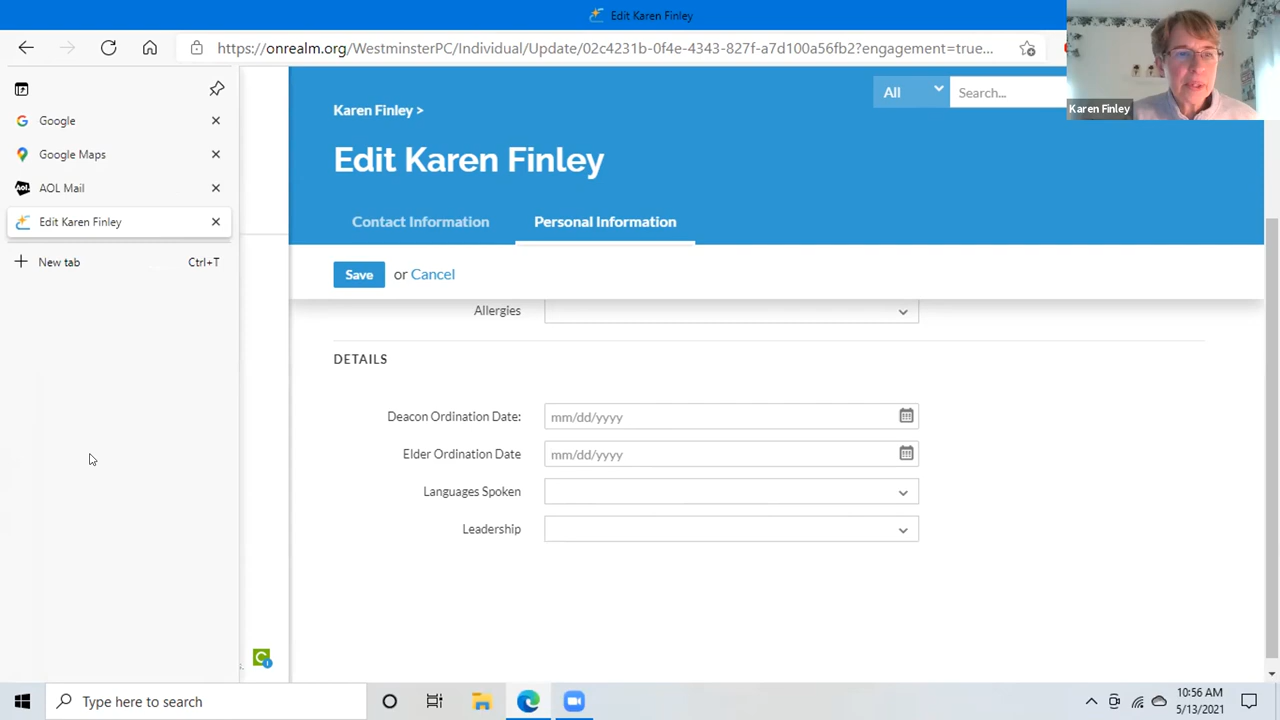 Edit Karen Finley
https://onrealm.org/WestminsterPC/Individual/Update/02c4231b-0f4e-4343-827f-a7d100a56fb2?engagement=true...
Karen Finley
Google
Google Maps
AOL Mail
Edit Karen Finley
New tab Ctrl+T
Karen Finley >
All Search...
Edit Karen Finley
Contact Information Personal Information
Save or Cancel
Allergies
DETAILS
Deacon Ordination Date: mm/dd/yyyy
Elder Ordination Date mm/dd/yyyy
Languages Spoken
Leadership
Type here to search
10:56 AM
5/13/2021